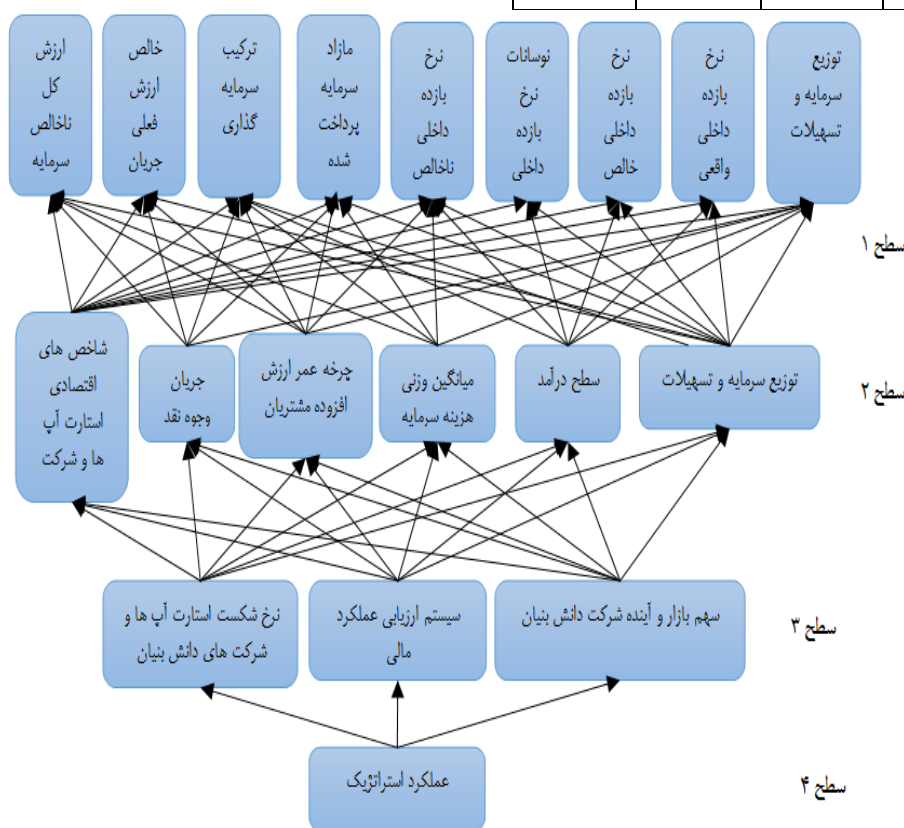 توزیع
سرمایه و
تسهیلات
نرخ
بازده
داخلی
واقعی
نرخ
بازده
داخلی
خالص
نوسانات
نرخ
بازده
داخلی
نرخ
بازده
داخلی
ناخالص
مازاد
سرمایه
پرداخت
شده
ترکیب
سرمایه
گذاری
خالص
ارزش
فعلی
جریان
ارزش
کل
ناخالص
سرمایه
سطح ۱
سطح ۲
توزیع سرمایه و تسهیلات
سطح درآمد
میانگین وزنی
هزینه سرمایه
چرخه عمر ارزش
افزوده مشتریان
جریان
وجوه نقد
شاخص های
اقتصادی
استارت آپ
ها و شرکت
سطح ۳
سهم بازار و آینده شرکت دانش بنیان
سیستم ارزیابی عملکرد
مالی
نرخ شکست استارت آپ ها و
شرکت های دانش بنیان
سطح ۴
عملکرد استراتژیک